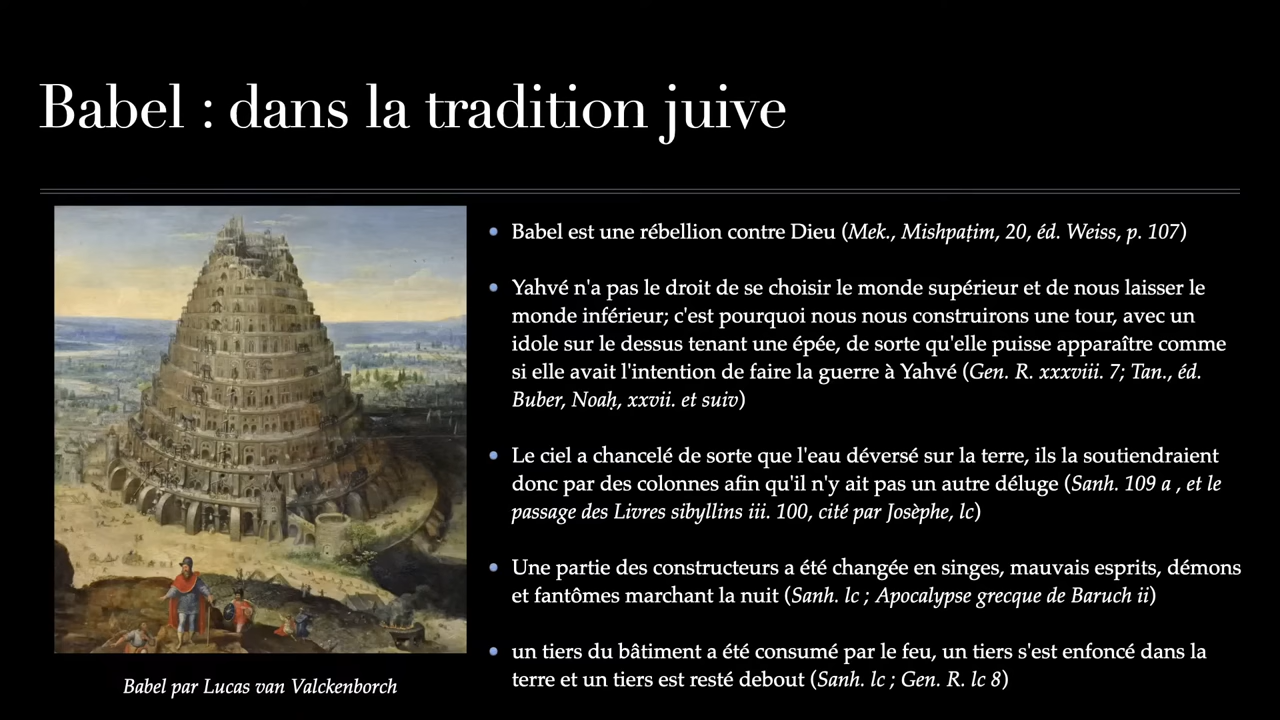 Babel : dans la tradition juive
• Babel est une rébellion contre Dieu (Mek., Mishpaṭim, 20, éd. Weiss, p. 107)
• Yahvé n'a pas le droit de se choisir le monde supérieur et de nous laisser le
monde inférieur; c'est pourquoi nous nous construirons une tour, avec un
idole sur le dessus tenant une épée, de sorte qu'elle puisse apparaître comme
si elle avait l'intention de faire la guerre à Yahvé (Gen. R. xxxviii. 7; Tan., éd.
Buber, Noaḥ, xxvii. et suiv)
• Le ciel a chancelé de sorte que l'eau déversé sur la terre, ils la soutiendraient
donc par des colonnes afin qu'il n'y ait pas un autre déluge (Sanh. 109 a , et le
passage des Livres sibyllins iii. 100, cité par Josèphe, lc)
• Une partie des constructeurs a été changée en singes, mauvais esprits, démons
et fantômes marchant la nuit (Sanh. lc ; Apocalypse grecque de Baruch ii)
• un tiers du bâtiment a été consumé par le feu, un tiers s'est enfoncé dans la
terre et un tiers est resté debout (Sanh. lc ; Gen. R. lc 8)
Babel par Lucas van Valckenborch